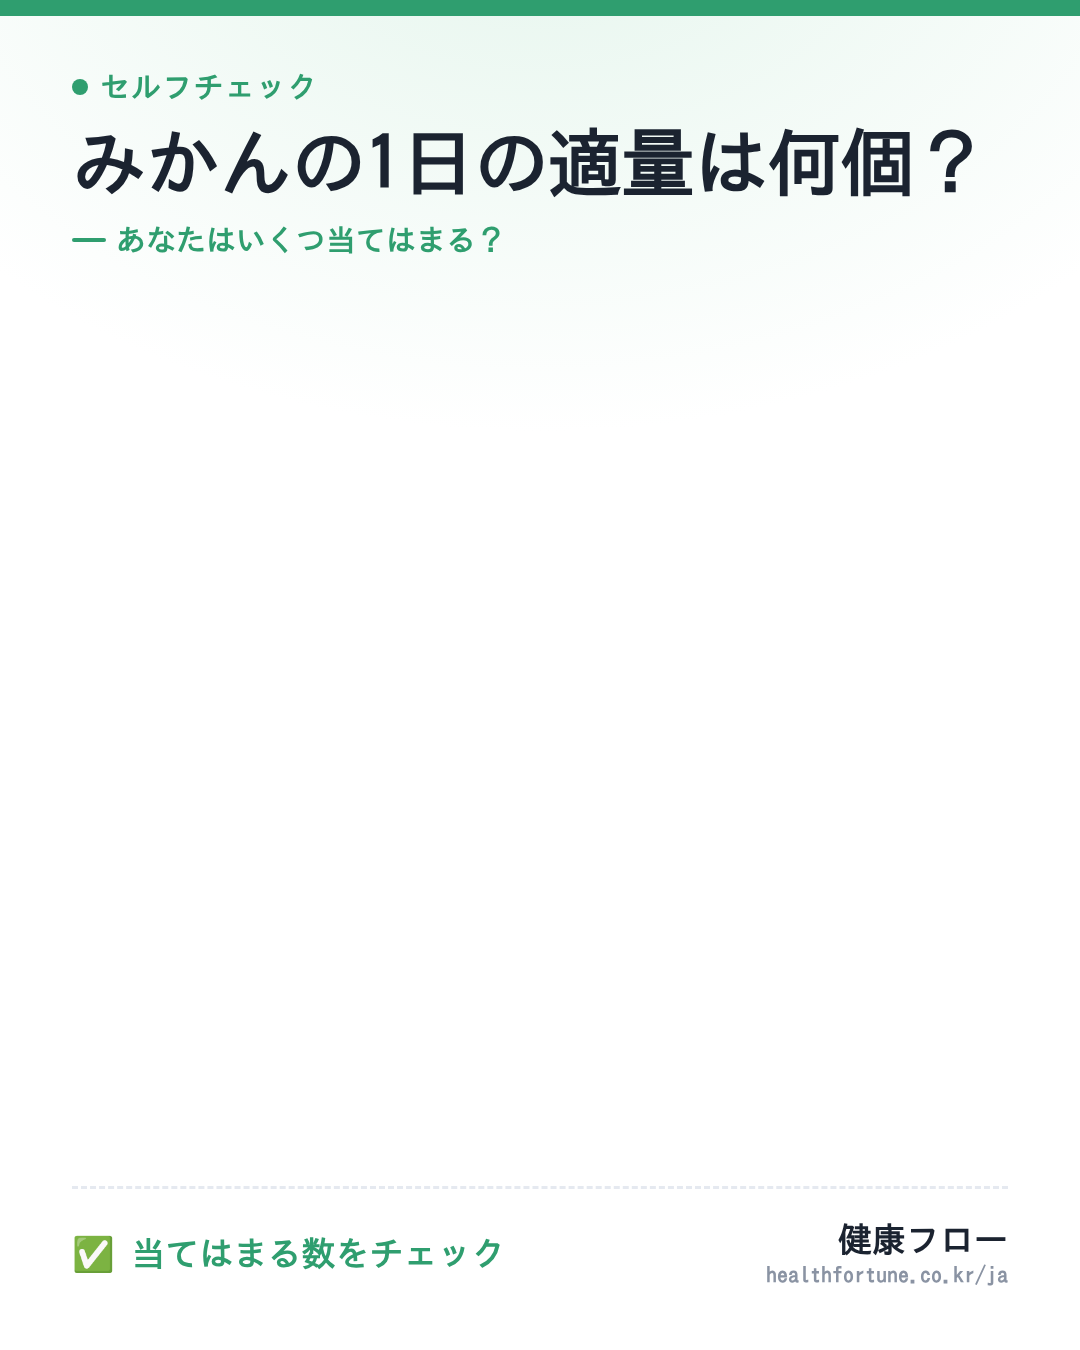 セルフチェック
みかんの1日の適量は何個？
あなたはいくつ当てはまる？
✅ 当てはまる数をチェック
健康フロー
healthfortune.co.kr/ja